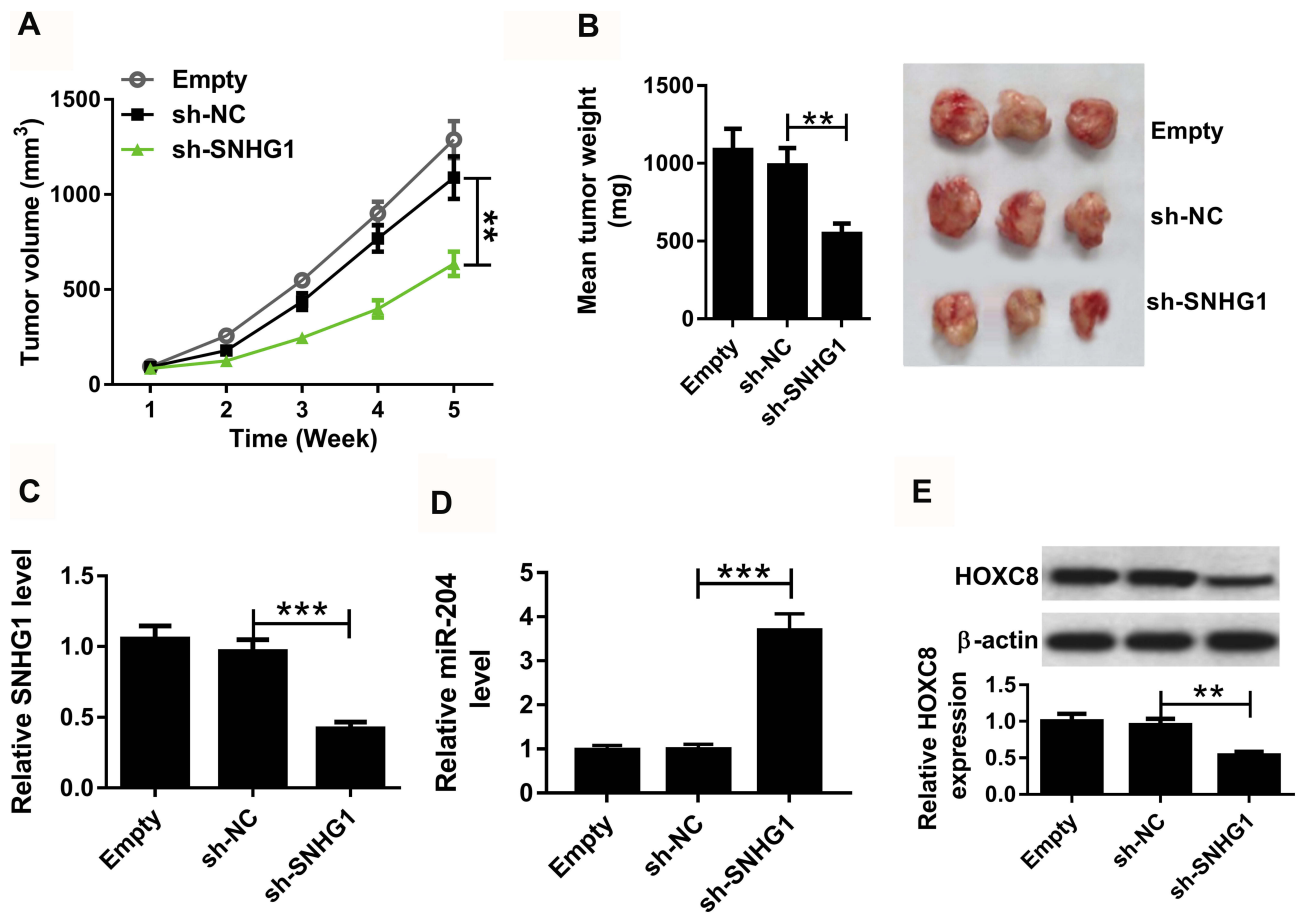 A
Empty
sh-NC
sh-SNHG1
Tumor volume (mm³)
1500
1000
500
0
**
1 2 3 4 5
Time (Week)
B
Mean tumor weight
(mg)
1500
1000
500
0
**
Empty
sh-NC
sh-SNHG1
Empty
sh-NC
sh-SNHG1
C
Relative SNHG1 level
1.5
1.0
0.5
0.0
***
Empty
sh-NC
sh-SNHG1
D
Relative miR-204
level
5
4
3
2
1
0
***
Empty
sh-NC
sh-SNHG1
E
HOXC8
β-actin
Relative HOXC8
expression
1.5
1.0
0.5
0.0
**
Empty
sh-NC
sh-SNHG1